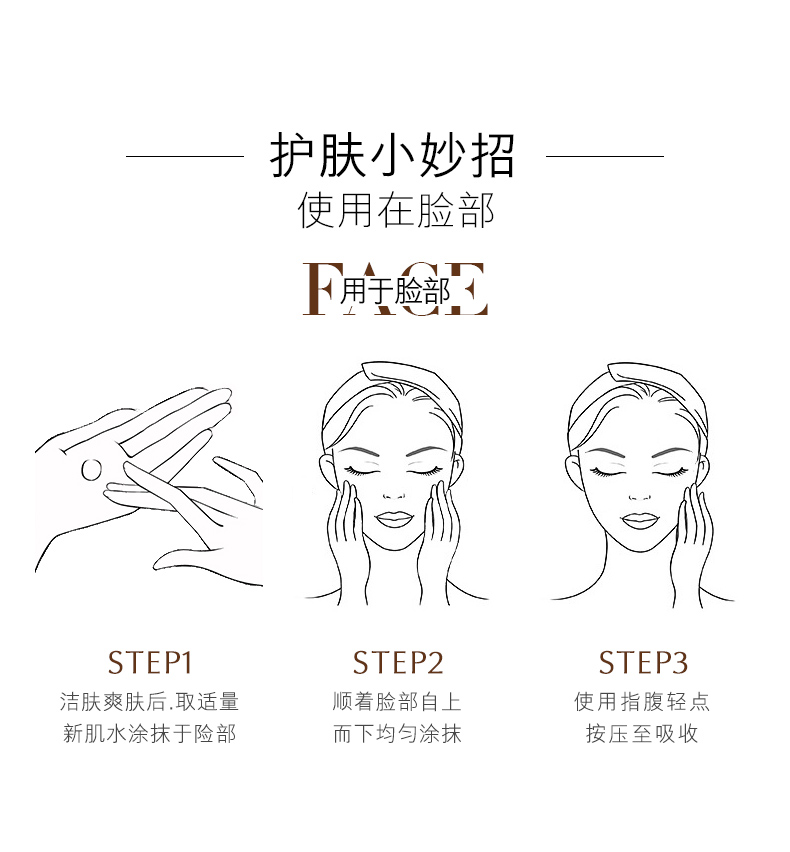 护肤小妙招
使用在脸部
FACE
用于脸部
STEP1
洁肤爽肤后.取适量
新肌水涂抹于险部
STEP2
顺着脸部自上
而下均匀涂抹
STEP3
使用指腹轻点
按压至吸收